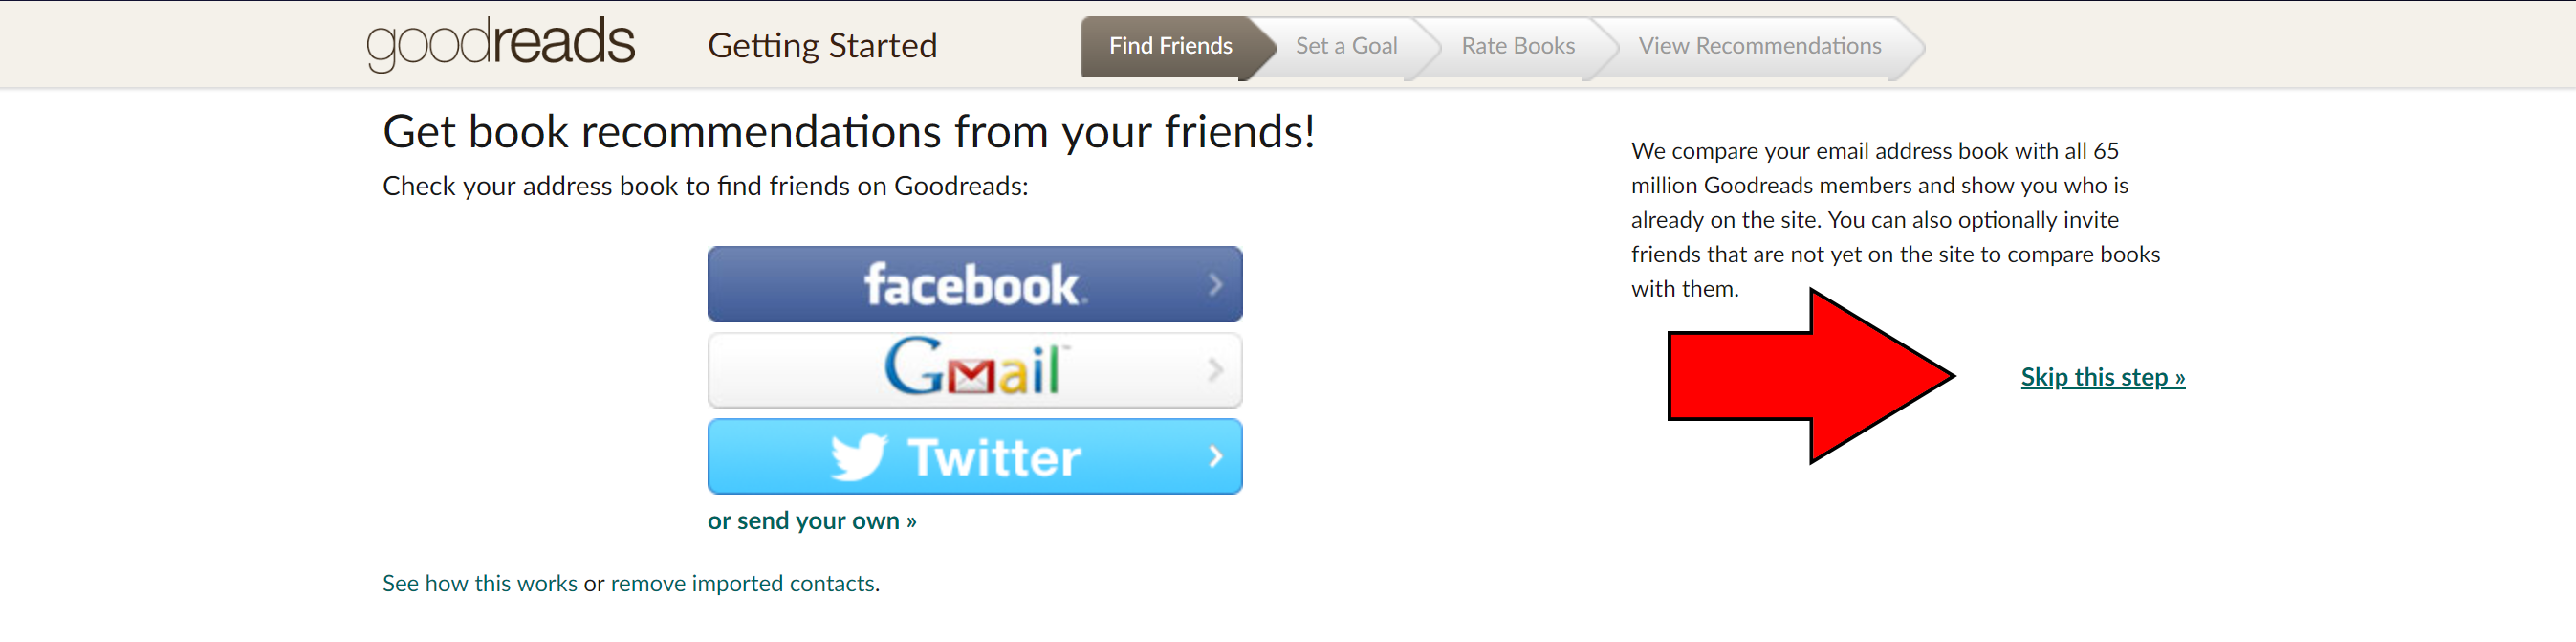 goodreads
Getting Started
Find Friends
Set a Goal
Rate Books
View Recommendations
Get book recommendations from your friends!
Check your address book to find friends on Goodreads:
facebook.
Gmail™
Twitter
or send your own »
See how this works or remove imported contacts.
We compare your email address book with all 65
million Goodreads members and show you who is
already on the site. You can also optionally invite
friends that are not yet on the site to compare books
with them.
Skip this step »